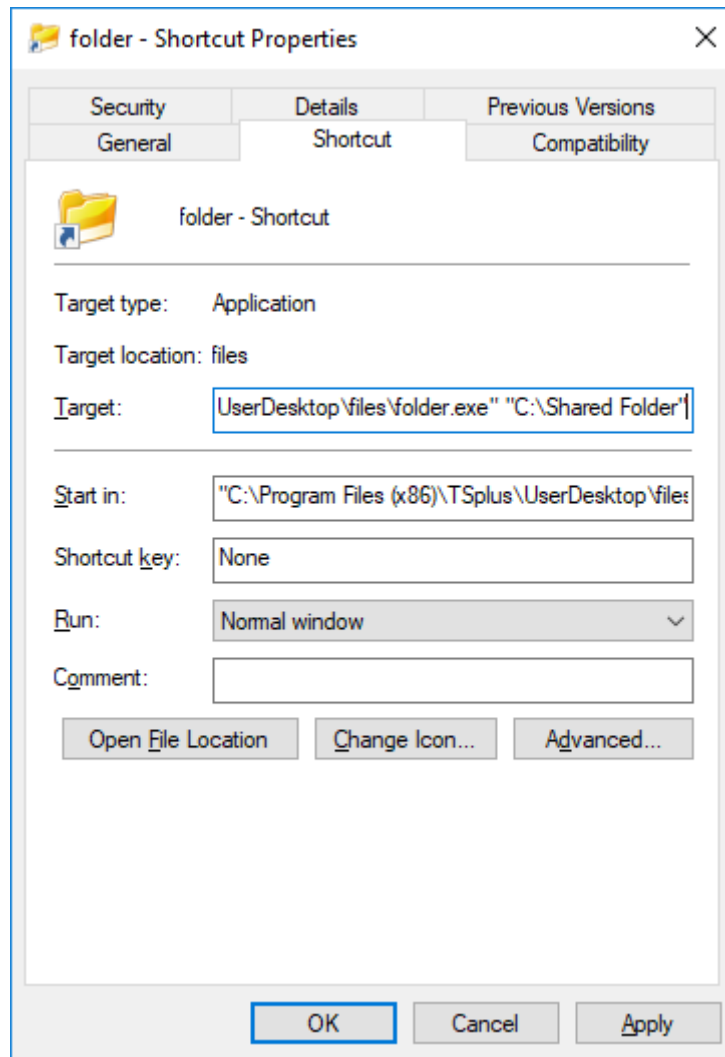 folder - Shortcut Properties
Security Details Previous Versions
General Shortcut Compatibility
folder - Shortcut
Target type: Application
Target location: files
Target: UserDesktop\files\folder.exe" "C:\Shared Folder"
Start in: "C:\Program Files (x86)\TSplus\UserDesktop\files
Shortcut key: None
Run: Normal window
Comment:
Open File Location Change Icon... Advanced...
OK Cancel Apply